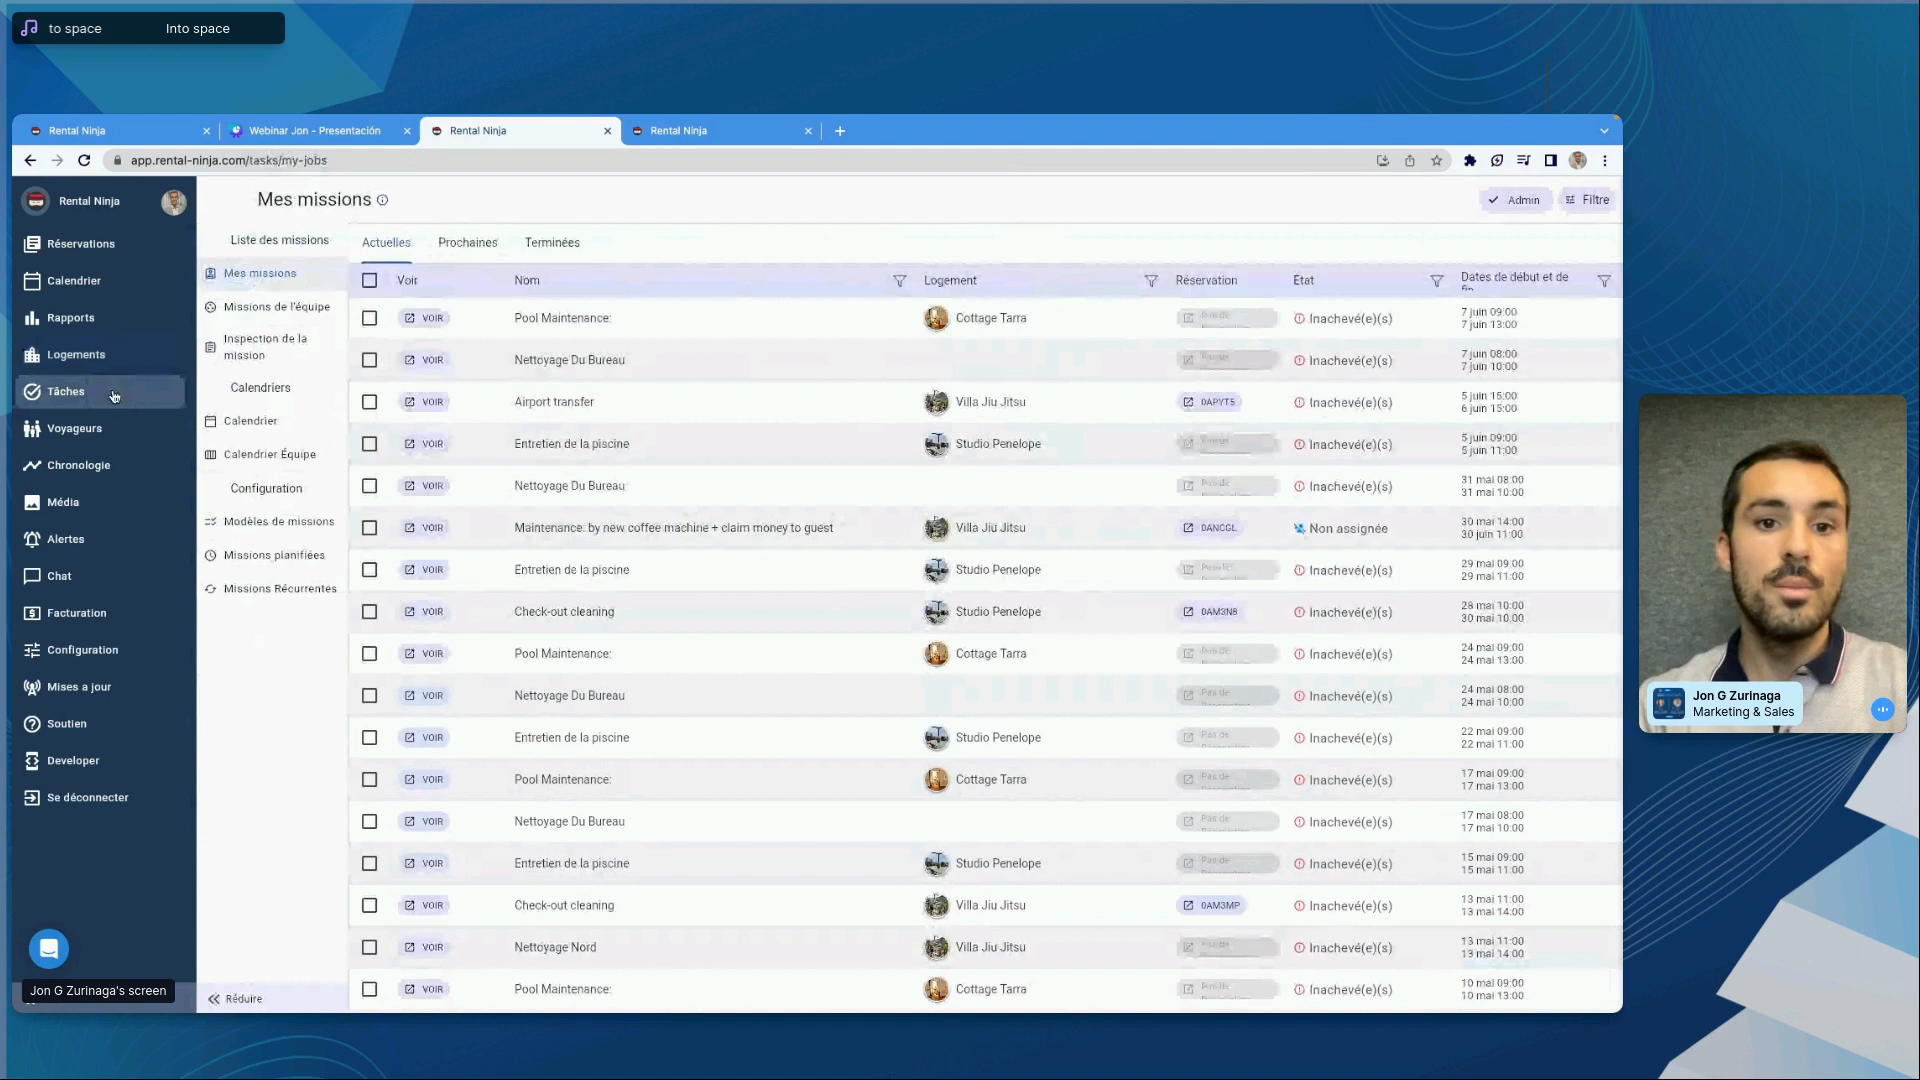 to space Into space
Rental Ninja
Webinar Jon - Presentación
Rental Ninja
Rental Ninja
app.rental-ninja.com/tasks/my-jobs
Rental Ninja
Réservations
Calendrier
Rapports
Logements
Tâches
Voyageurs
Chronologie
Média
Alertes
Chat
Facturation
Configuration
Mises a jour
Soutien
Developer
Se déconnecter
Jon G Zurinaga's screen
Mes missions
Admin
Filtre
Liste des missions
Mes missions
Missions de l'équipe
Inspection de la
mission
Calendriers
Calendrier
Calendrier Équipe
Configuration
Modèles de missions
Missions planifiées
Missions Récurrentes
Réduire
Actuelles Prochaines Terminées
Voir Nom Logement Réservation Etat Dates de début et de
VOIR Pool Maintenance: Cottage Tarra Inachevé(e)(s) 7 juin 09:00
7 juin 13:00
VOIR Nettoyage Du Bureau Inachevé(e)(s) 7 juin 08:00
7 juin 10:00
VOIR Airport transfer Villa Jiu Jitsu 0APYT5 Inachevé(e)(s) 5 juin 15:00
6 juin 15:00
VOIR Entretien de la piscine Studio Penelope Inachevé(e)(s) 5 juin 09:00
5 juin 11:00
VOIR Nettoyage Du Bureau Inachevé(e)(s) 31 mai 08:00
31 mai 10:00
VOIR Maintenance: by new coffee machine + claim money to guest Villa Jiu Jitsu 0ANCGL Non assignée 30 mai 14:00
30 juin 11:00
VOIR Entretien de la piscine Studio Penelope Inachevé(e)(s) 29 mai 09:00
29 mai 11:00
VOIR Check-out cleaning Studio Penelope 0AM3N8 Inachevé(e)(s) 28 mai 10:00
30 mai 10:00
VOIR Pool Maintenance: Cottage Tarra Inachevé(e)(s) 24 mai 09:00
24 mai 13:00
VOIR Nettoyage Du Bureau Inachevé(e)(s) 24 mai 08:00
24 mai 10:00
VOIR Entretien de la piscine Studio Penelope Pas de Inachevé(e)(s) 22 mai 09:00
22 mai 11:00
VOIR Pool Maintenance: Cottage Tarra Pas de Inachevé(e)(s) 17 mai 09:00
17 mai 13:00
VOIR Nettoyage Du Bureau Pas de Inachevé(e)(s) 17 mai 08:00
17 mai 10:00
VOIR Entretien de la piscine Studio Penelope Pas de Inachevé(e)(s) 15 mai 09:00
15 mai 11:00
VOIR Check-out cleaning Villa Jiu Jitsu 0AM3MP Inachevé(e)(s) 13 mai 11:00
13 mai 14:00
VOIR Nettoyage Nord Villa Jiu Jitsu Inachevé(e)(s) 13 mai 11:00
13 mai 14:00
VOIR Pool Maintenance: Cottage Tarra Inachevé(e)(s) 10 mai 09:00
10 mai 13:00
Jon G Zurinaga
Marketing & Sales